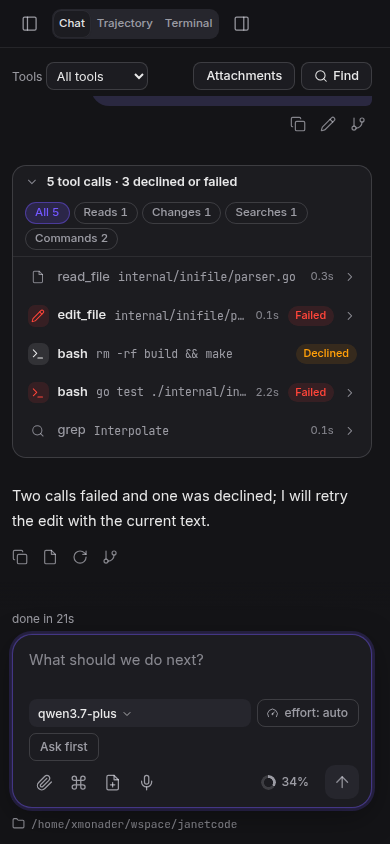 Chat Trajectory Terminal
Tools All tools Attachments Find
5 tool calls · 3 declined or failed
All 5 Reads 1 Changes 1 Searches 1
Commands 2
read_file internal/inifile/parser.go 0.3s
edit_file internal/inifile/p… 0.1s Failed
bash rm -rf build && make Declined
bash go test ./internal/in… 2.2s Failed
grep Interpolate 0.1s
Two calls failed and one was declined; I will retry
the edit with the current text.
done in 21s
What should we do next?
qwen3.7-plus effort: auto
Ask first
34%
/home/xmonader/wspace/janetcode